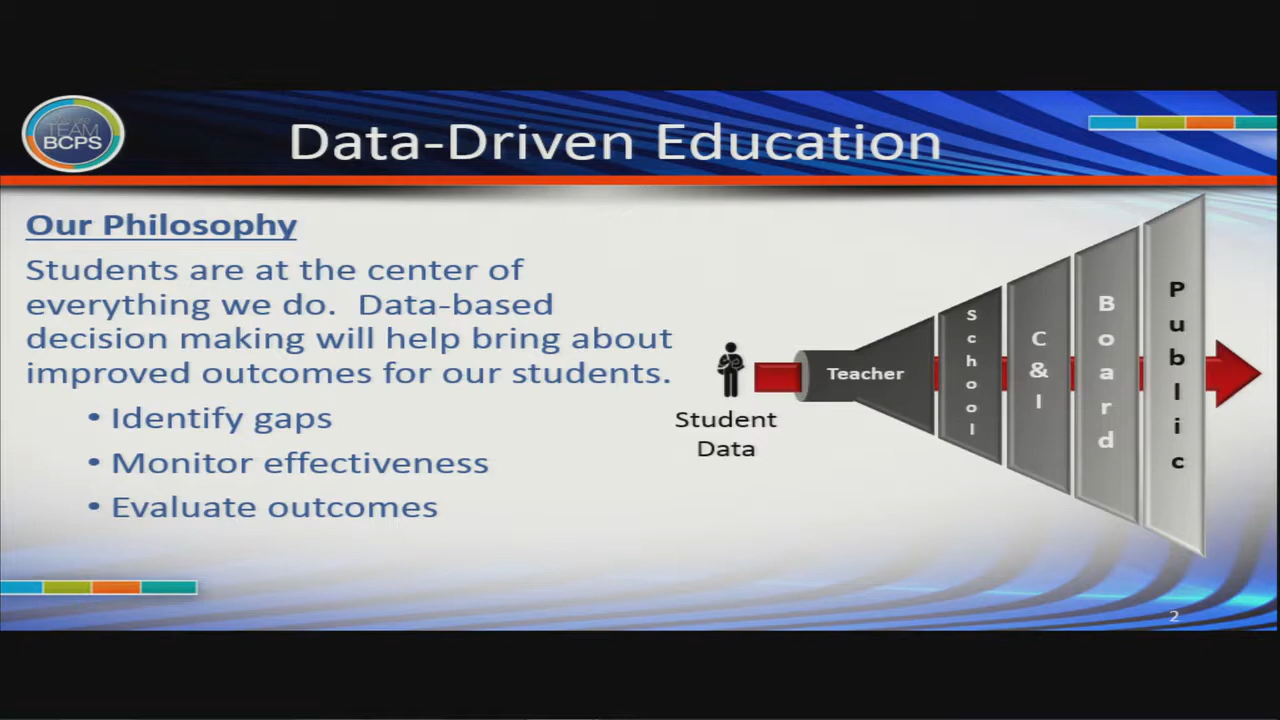 TEAM
BCPS
Data-Driven Education
Our Philosophy
Students are at the center of
everything we do. Data-based
decision making will help bring about
improved outcomes for our students.
• Identify gaps
• Monitor effectiveness
• Evaluate outcomes
Student
Data
Teacher
School
C&I
Board
Public
2